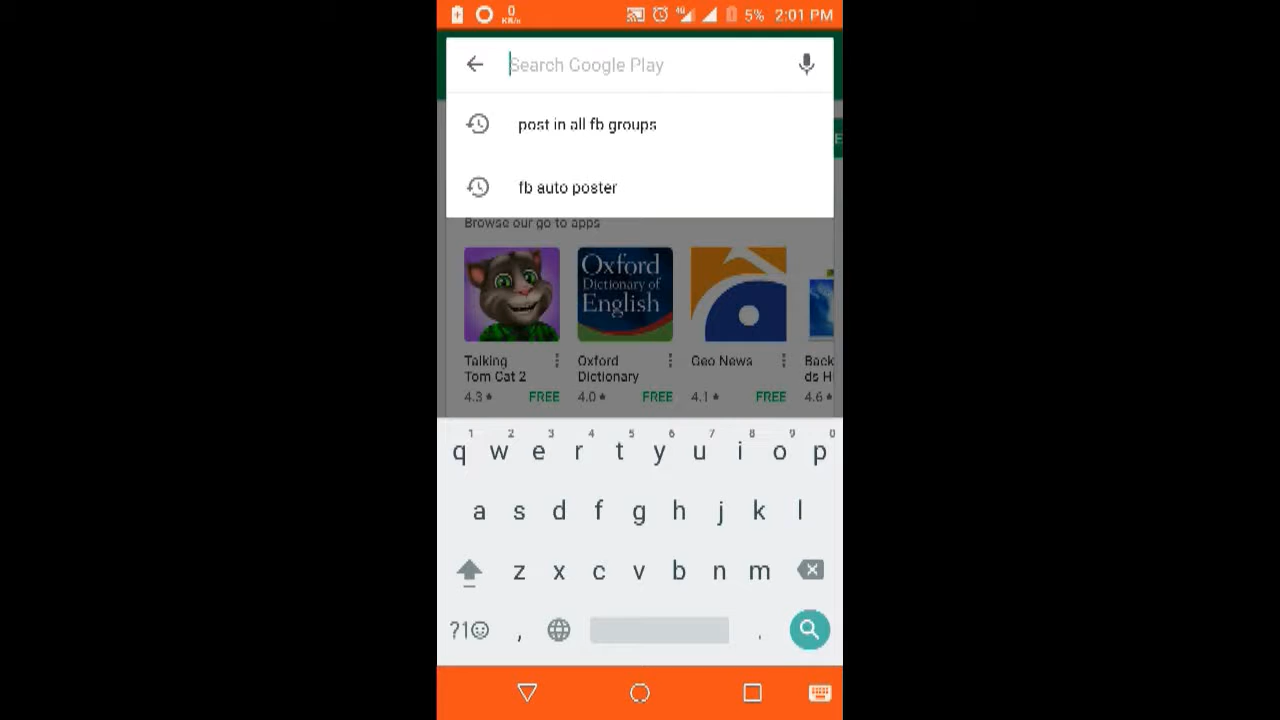 0
KB/s
4G
5%
2:01 PM
Search Google Play
post in all fb groups
fb auto poster
E
Browse our go to apps
Oxford
Dictionary of
English
Talking
Tom Cat 2
4.3
FREE
Oxford
Dictionary
4.0
FREE
Geo News
4.1
FREE
Back
ds H
4.6
1 2 3 4 5 6 7 8 9 0
q w e r t y u i o p
a s d f g h j k l
z x c v b n m
?1☺ , .